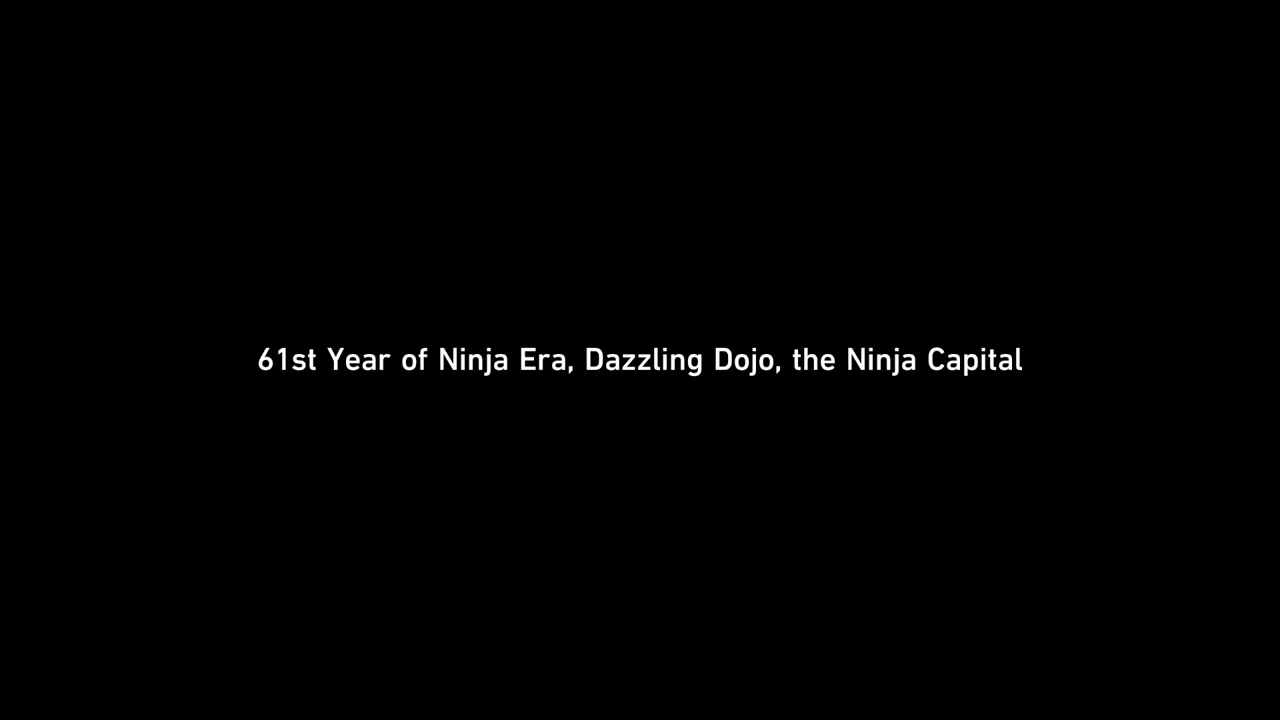 61st Year of Ninja Era, Dazzling Dojo, the Ninja Capital